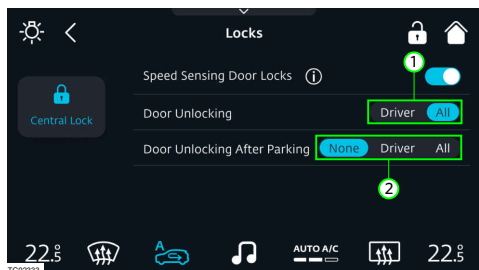 Locks
1
Speed Sensing Door Locks i
Central Lock
Door Unlocking Driver All
Door Unlocking After Parking None Driver All
2
22.5° A AUTO A/C 22.5°